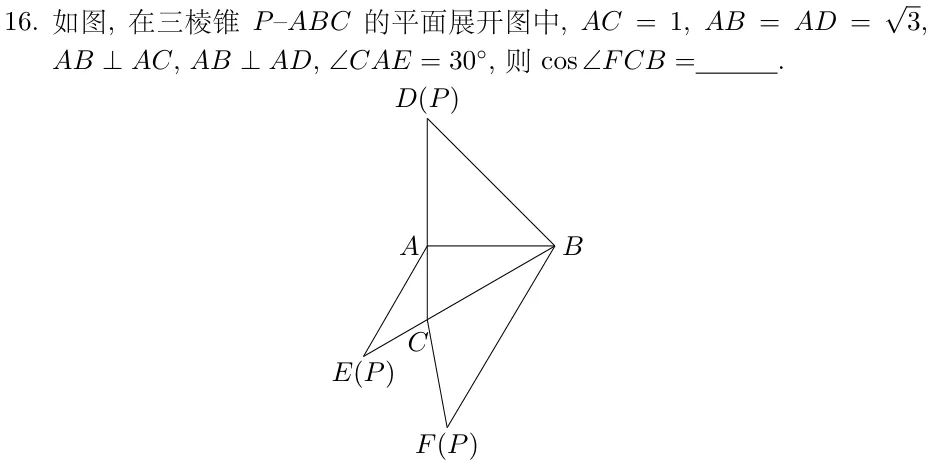 16. 如图, 在三棱锥 P–ABC 的平面展开图中, AC = 1, AB = AD = √3,
AB ⊥ AC, AB ⊥ AD, ∠CAE = 30°, 则 cos∠FCB =______.
D(P)
A
B
C
E(P)
F(P)